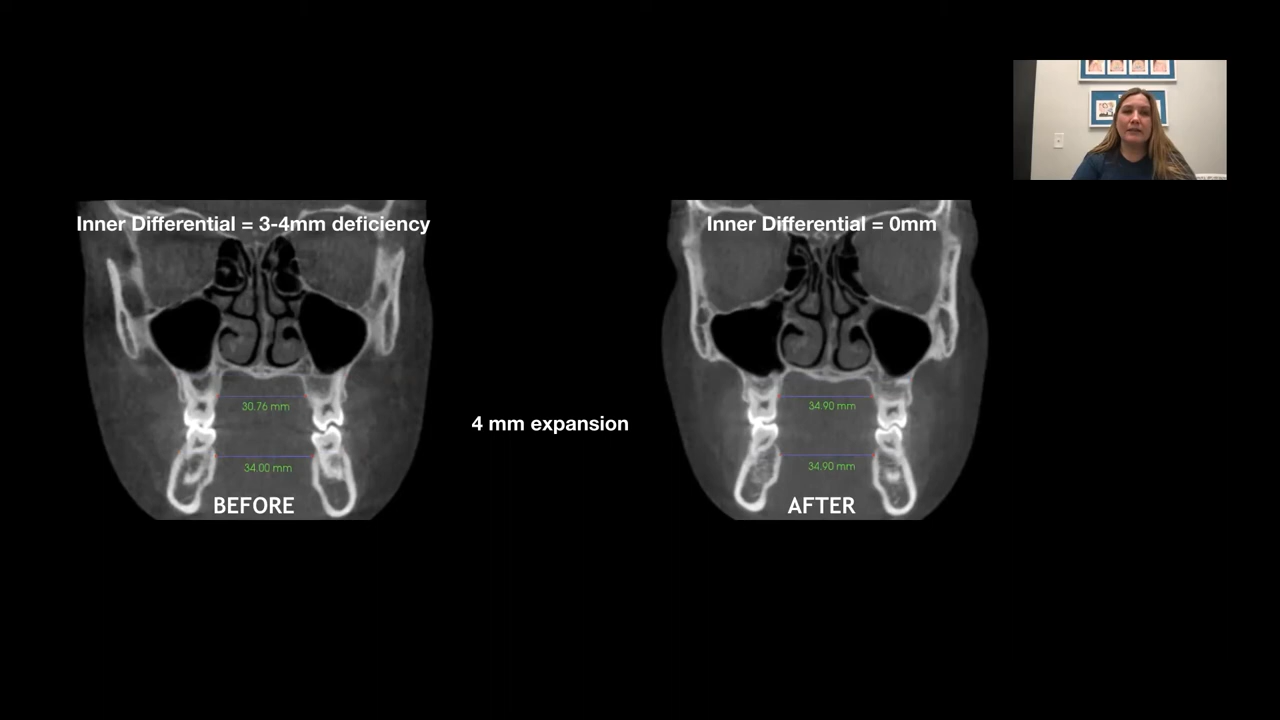 Inner Differential = 3-4mm deficiency
Inner Differential = 0mm
30.76 mm
34.90 mm
4 mm expansion
34.00 mm
34.90 mm
BEFORE
AFTER